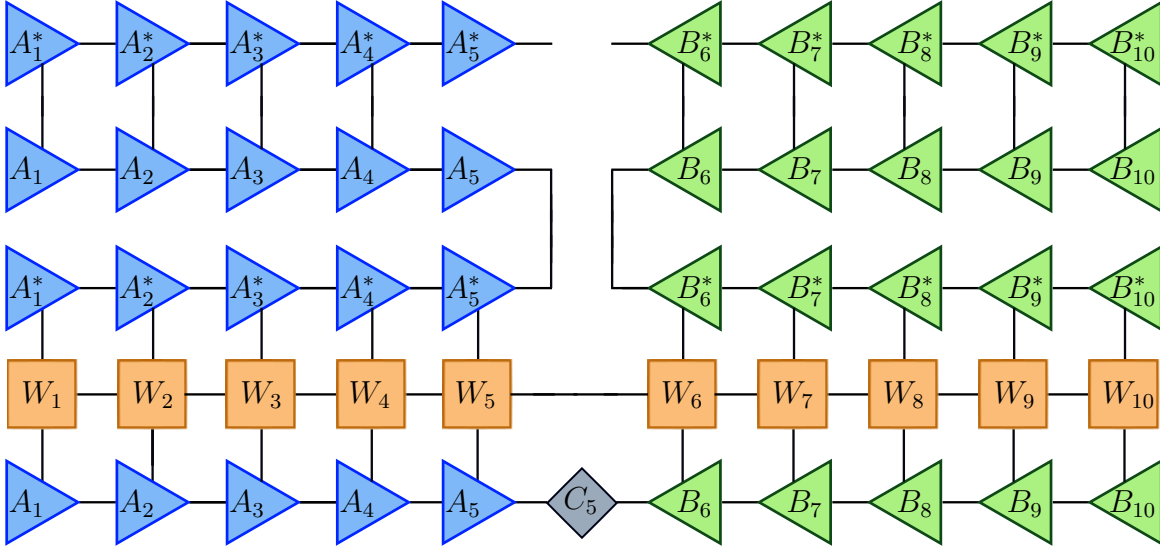 A₁* A₂* A₃* A₄* A₅* B₆* B₇* B₈* B₉* B₁₀*
A₁ A₂ A₃ A₄ A₅ B₆ B₇ B₈ B₉ B₁₀
A₁* A₂* A₃* A₄* A₅* B₆* B₇* B₈* B₉* B₁₀*
W₁ W₂ W₃ W₄ W₅ W₆ W₇ W₈ W₉ W₁₀
A₁ A₂ A₃ A₄ A₅ C₅ B₆ B₇ B₈ B₉ B₁₀